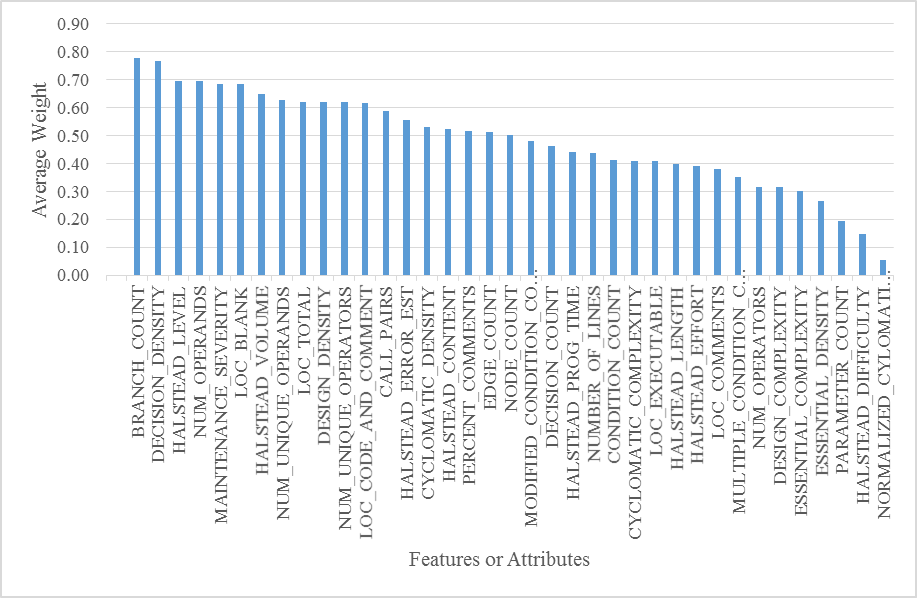 0.90
0.80
0.70
0.60
0.50
0.40
0.30
0.20
0.10
0.00
Average Weight
BRANCH_COUNT
DECISION_DENSITY
HALSTEAD_LEVEL
NUM_OPERANDS
MAINTENANCE_SEVERITY
LOC_BLANK
HALSTEAD_VOLUME
NUM_UNIQUE_OPERANDS
LOC_TOTAL
DESIGN_DENSITY
NUM_UNIQUE_OPERATORS
LOC_CODE_AND_COMMENT
CALL_PAIRS
HALSTEAD_ERROR_EST
CYCLOMATIC_DENSITY
HALSTEAD_CONTENT
PERCENT_COMMENTS
EDGE_COUNT
NODE_COUNT
MODIFIED_CONDITION_CO…
DECISION_COUNT
HALSTEAD_PROG_TIME
NUMBER_OF_LINES
CONDITION_COUNT
CYCLOMATIC_COMPLEXITY
LOC_EXECUTABLE
HALSTEAD_LENGTH
HALSTEAD_EFFORT
LOC_COMMENTS
MULTIPLE_CONDITION_C…
NUM_OPERATORS
DESIGN_COMPLEXITY
ESSENTIAL_COMPLEXITY
ESSENTIAL_DENSITY
PARAMETER_COUNT
HALSTEAD_DIFFICULTY
NORMALIZED_CYLOMATI…
Features or Attributes